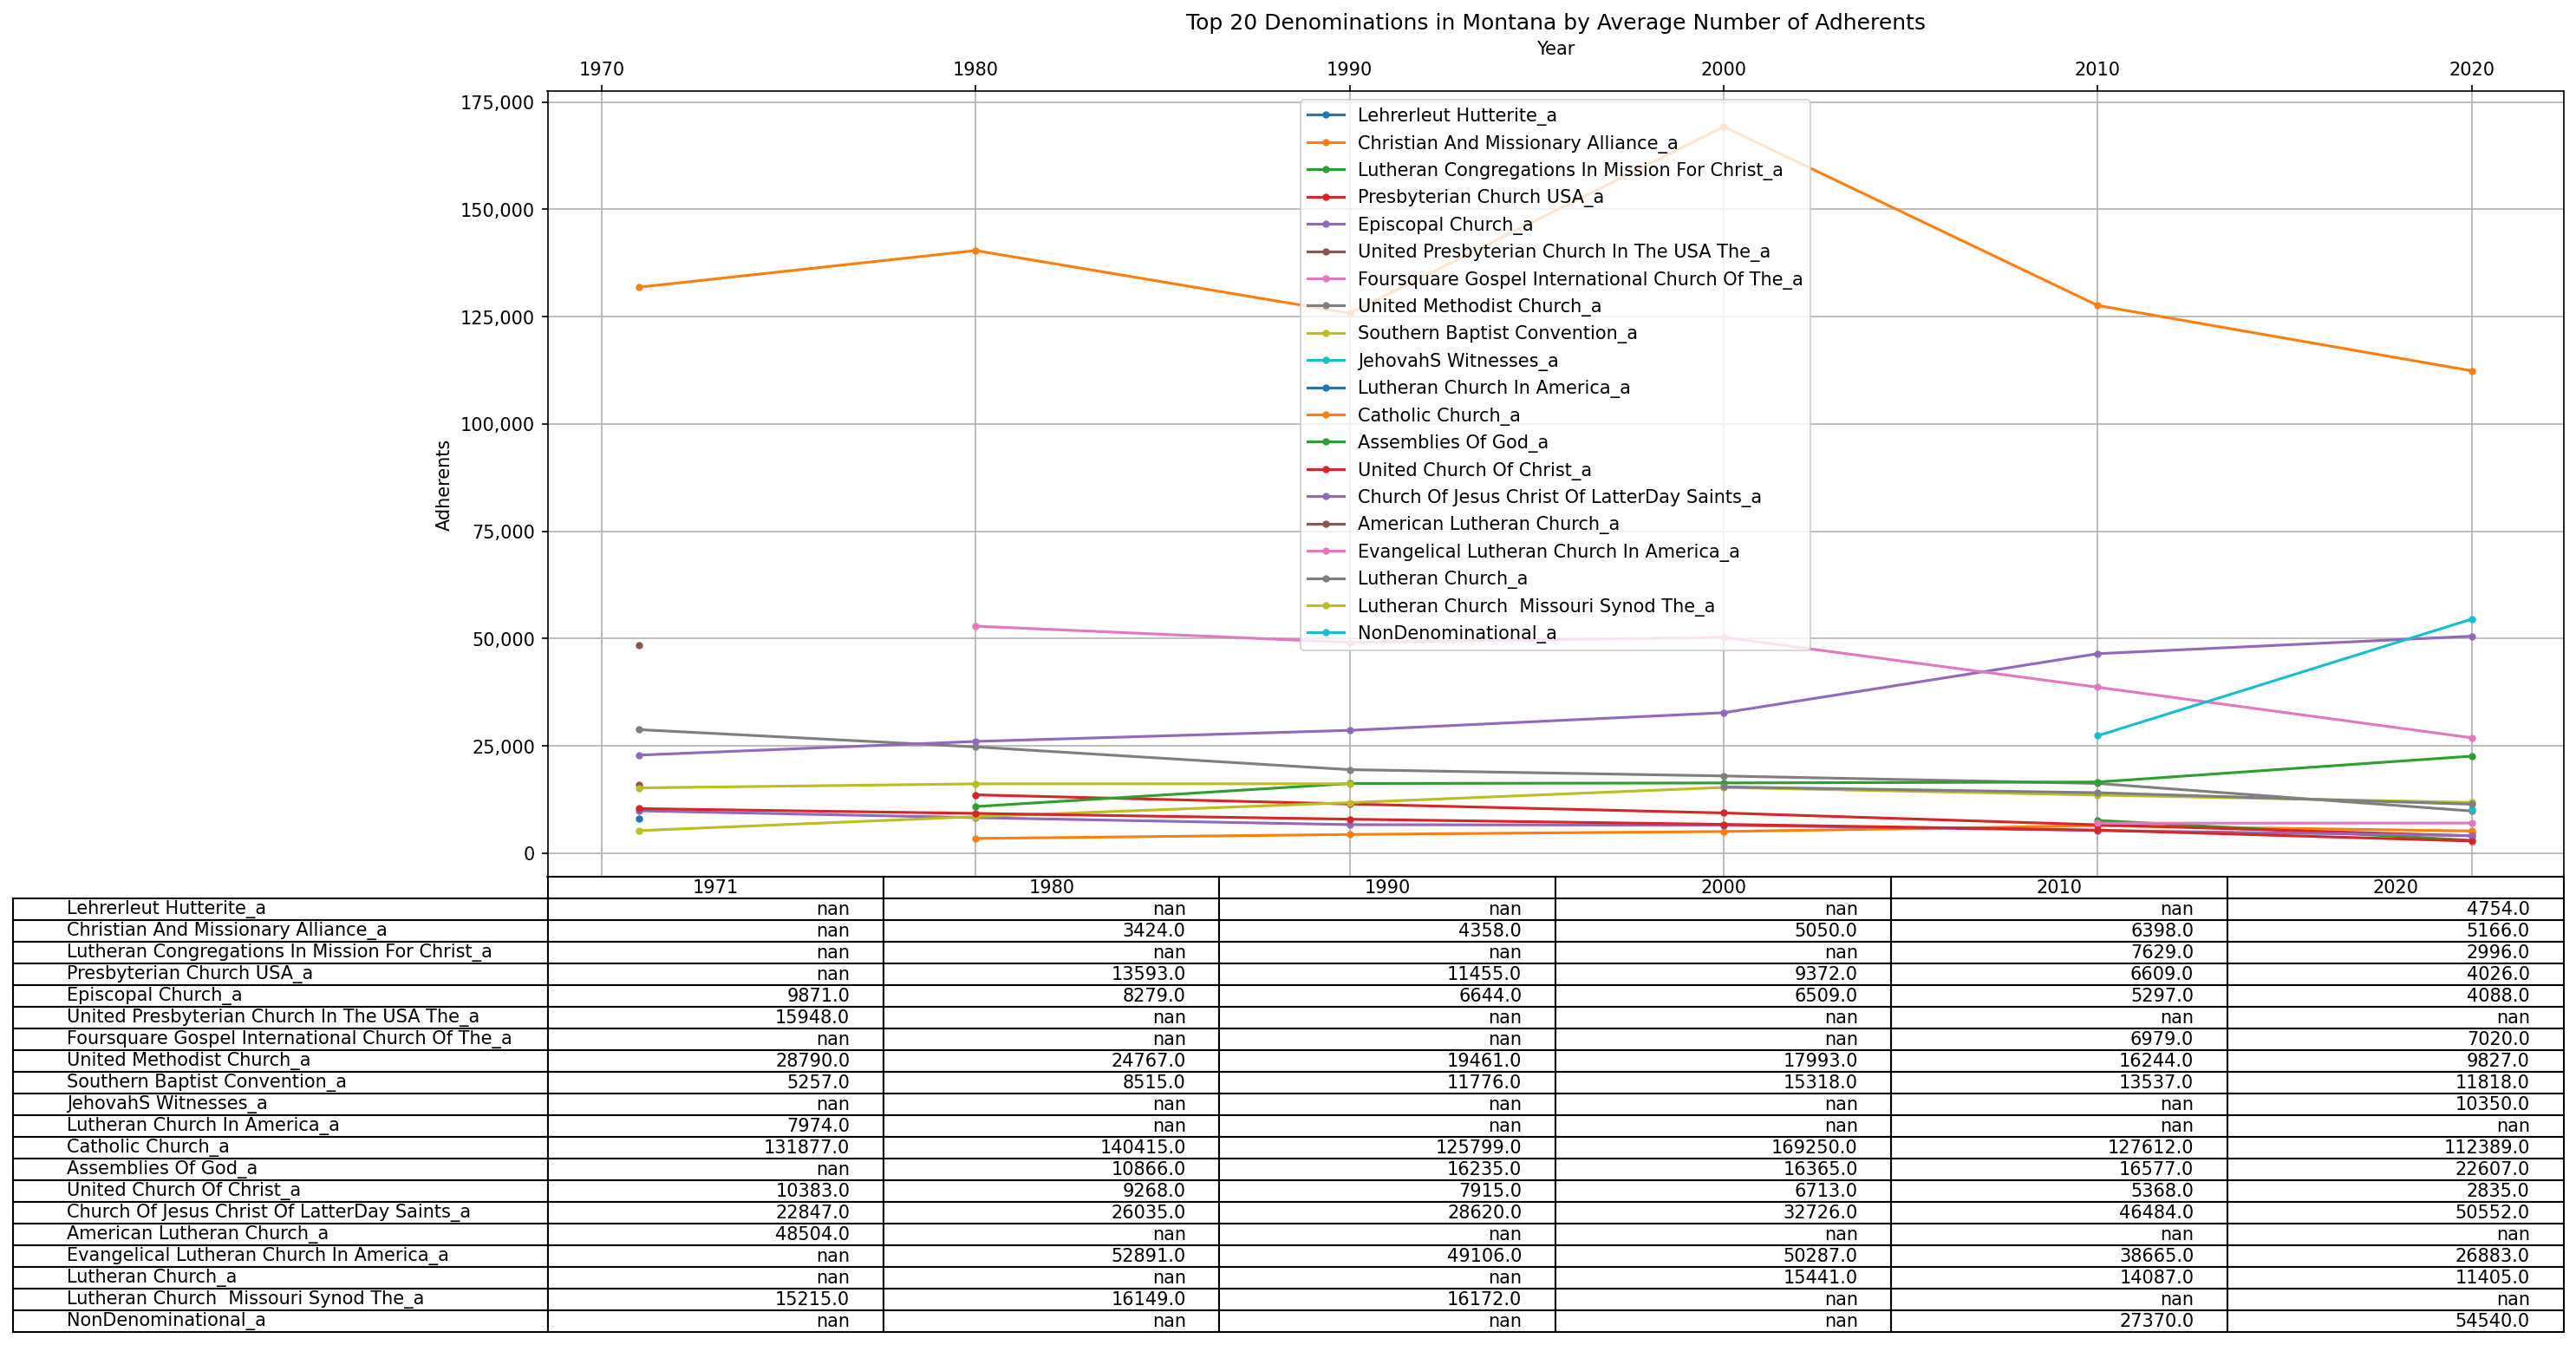 Top 20 Denominations in Montana by Average Number of Adherents
Year
1970 1980 1990 2000 2010 2020
175,000
150,000
125,000
100,000
75,000
50,000
25,000
0
Adherents
Lehrerleut Hutterite_a
Christian And Missionary Alliance_a
Lutheran Congregations In Mission For Christ_a
Presbyterian Church USA_a
Episcopal Church_a
United Presbyterian Church In The USA The_a
Foursquare Gospel International Church Of The_a
United Methodist Church_a
Southern Baptist Convention_a
JehovahS Witnesses_a
Lutheran Church In America_a
Catholic Church_a
Assemblies Of God_a
United Church Of Christ_a
Church Of Jesus Christ Of LatterDay Saints_a
American Lutheran Church_a
Evangelical Lutheran Church In America_a
Lutheran Church_a
Lutheran Church  Missouri Synod The_a
NonDenominational_a
1971 1980 1990 2000 2010 2020
Lehrerleut Hutterite_a nan nan nan nan nan 4754.0
Christian And Missionary Alliance_a nan 3424.0 4358.0 5050.0 6398.0 5166.0
Lutheran Congregations In Mission For Christ_a nan nan nan nan 7629.0 2996.0
Presbyterian Church USA_a nan 13593.0 11455.0 9372.0 6609.0 4026.0
Episcopal Church_a 9871.0 8279.0 6644.0 6509.0 5297.0 4088.0
United Presbyterian Church In The USA The_a 15948.0 nan nan nan nan nan
Foursquare Gospel International Church Of The_a nan nan nan nan 6979.0 7020.0
United Methodist Church_a 28790.0 24767.0 19461.0 17993.0 16244.0 9827.0
Southern Baptist Convention_a 5257.0 8515.0 11776.0 15318.0 13537.0 11818.0
JehovahS Witnesses_a nan nan nan nan nan 10350.0
Lutheran Church In America_a 7974.0 nan nan nan nan nan
Catholic Church_a 131877.0 140415.0 125799.0 169250.0 127612.0 112389.0
Assemblies Of God_a nan 10866.0 16235.0 16365.0 16577.0 22607.0
United Church Of Christ_a 10383.0 9268.0 7915.0 6713.0 5368.0 2835.0
Church Of Jesus Christ Of LatterDay Saints_a 22847.0 26035.0 28620.0 32726.0 46484.0 50552.0
American Lutheran Church_a 48504.0 nan nan nan nan nan
Evangelical Lutheran Church In America_a nan 52891.0 49106.0 50287.0 38665.0 26883.0
Lutheran Church_a nan nan nan 15441.0 14087.0 11405.0
Lutheran Church  Missouri Synod The_a 15215.0 16149.0 16172.0 nan nan nan
NonDenominational_a nan nan nan nan 27370.0 54540.0